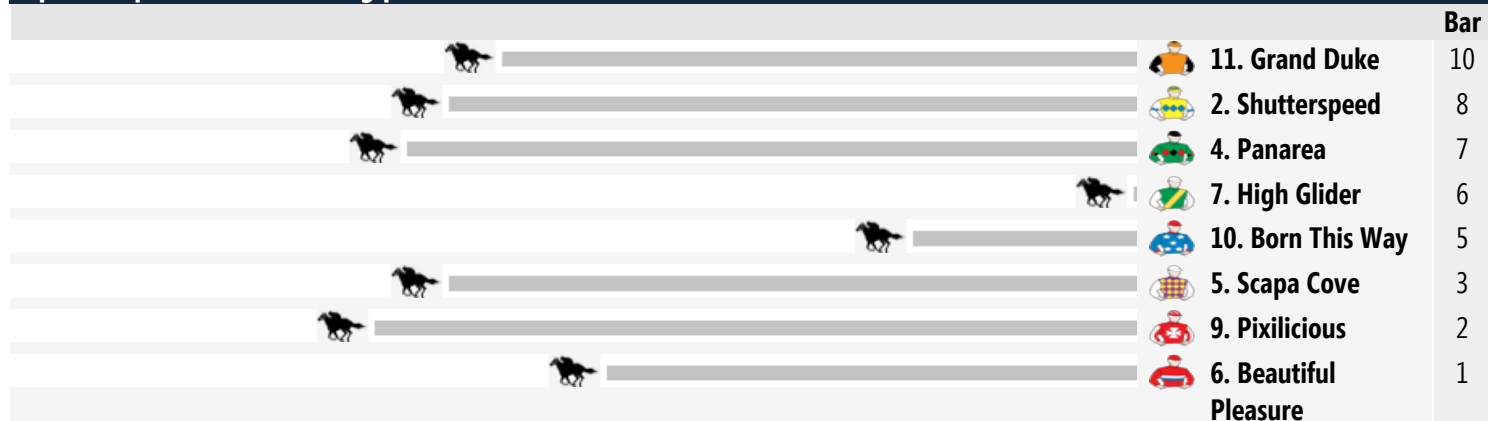 Bar
11. Grand Duke 10
2. Shutterspeed 8
4. Panarea 7
7. High Glider 6
10. Born This Way 5
5. Scapa Cove 3
9. Pixilicious 2
6. Beautiful 1
Pleasure